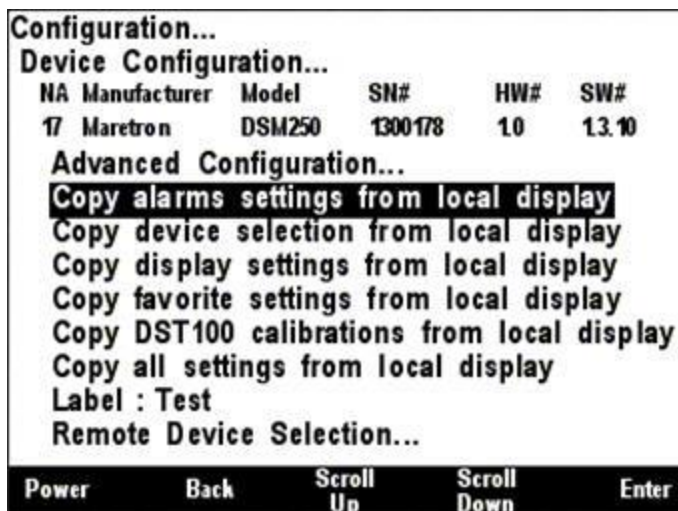 Configuration...
Device Configuration...
NA Manufacturer Model SN# HW# SW#
17 Maretron DSM250 1300178 1.0 1.3.10
Advanced Configuration...
Copy alarms settings from local display
Copy device selection from local display
Copy display settings from local display
Copy favorite settings from local display
Copy DST100 calibrations from local display
Copy all settings from local display
Label : Test
Remote Device Selection...
Power Back Scroll Up Scroll Down Enter